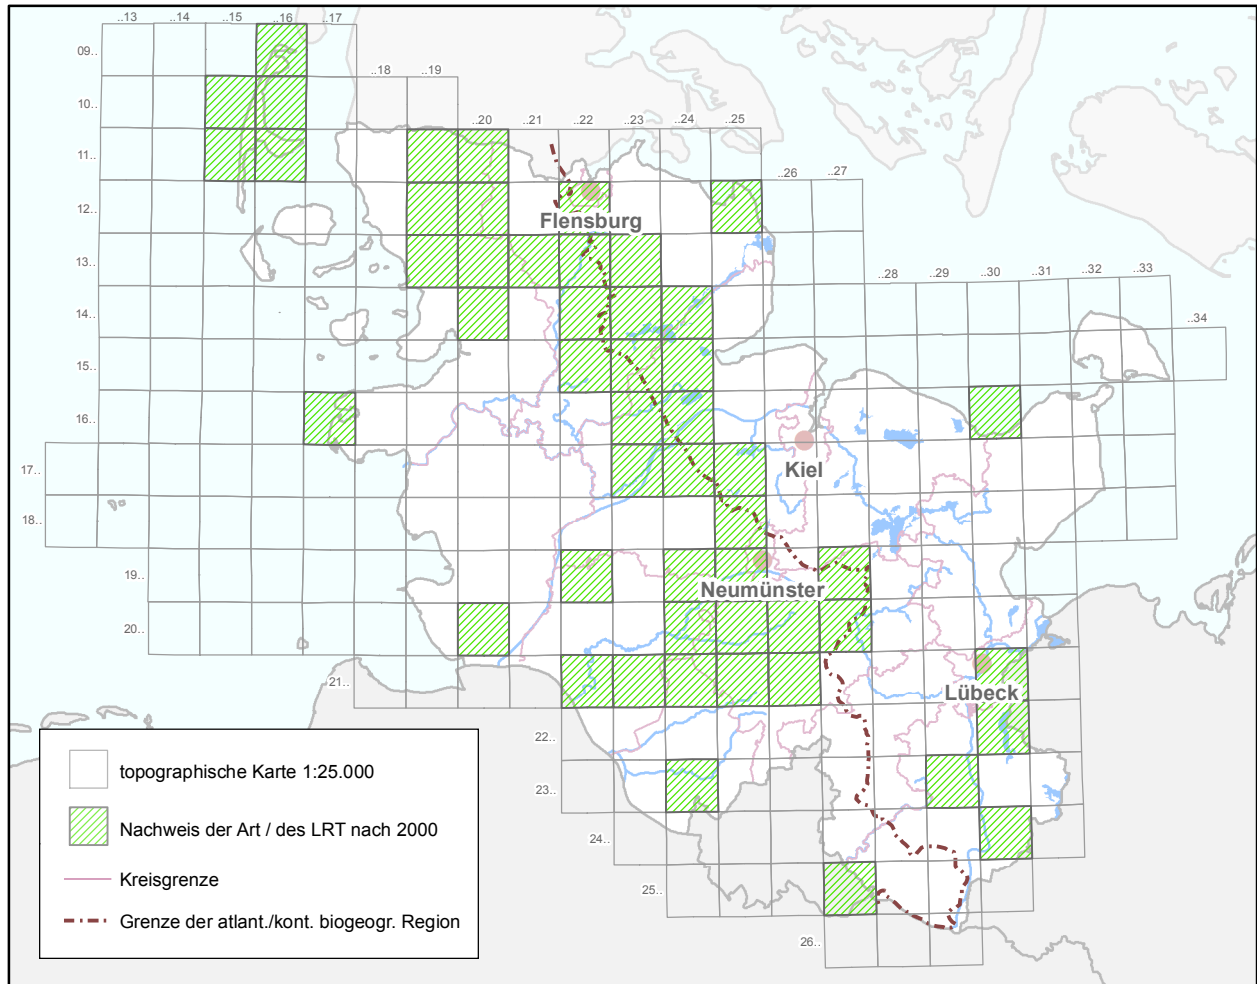 ..13 ..14 ..15 ..16 ..17
09..
..18 ..19
10..
..20 ..21 ..22 ..23 ..24 ..25
11..
..26 ..27
12..
Flensburg
13..
..28 ..29 ..30 ..31 ..32 ..33
14..
..34
15..
16..
Kiel
17..
18..
19..
Neumünster
20..
21..
Lübeck
22..
23..
24..
25..
26..
topographische Karte 1:25.000
Nachweis der Art / des LRT nach 2000
Kreisgrenze
Grenze der atlant./kont. biogeogr. Region